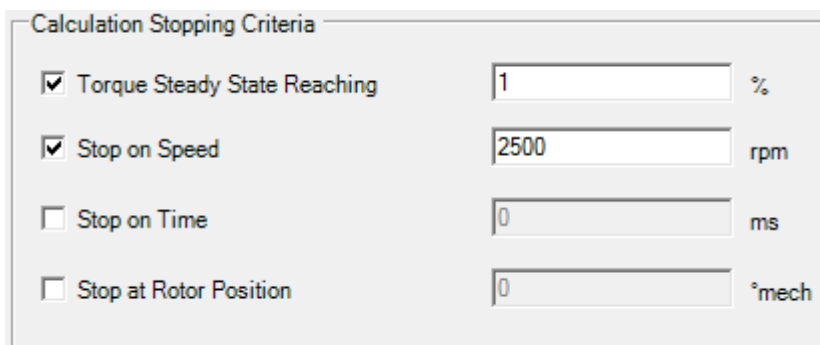 Calculation Stopping Criteria
Torque Steady State Reaching 1 %
Stop on Speed 2500 rpm
Stop on Time 0 ms
Stop at Rotor Position 0 °mech